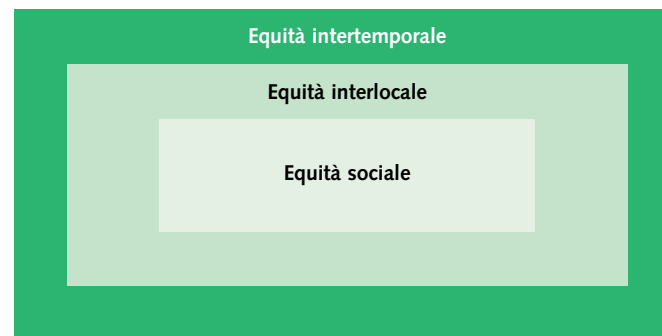 Equità intertemporale
Equità interlocale
Equità sociale